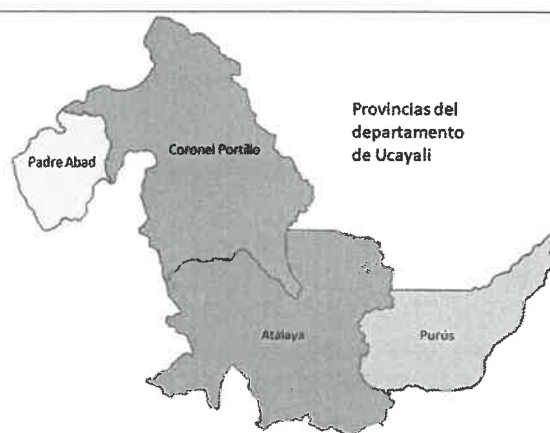 Provincias del
departamento
de Ucayali
Padre Abad
Coronel Portillo
Atalaya
Purús